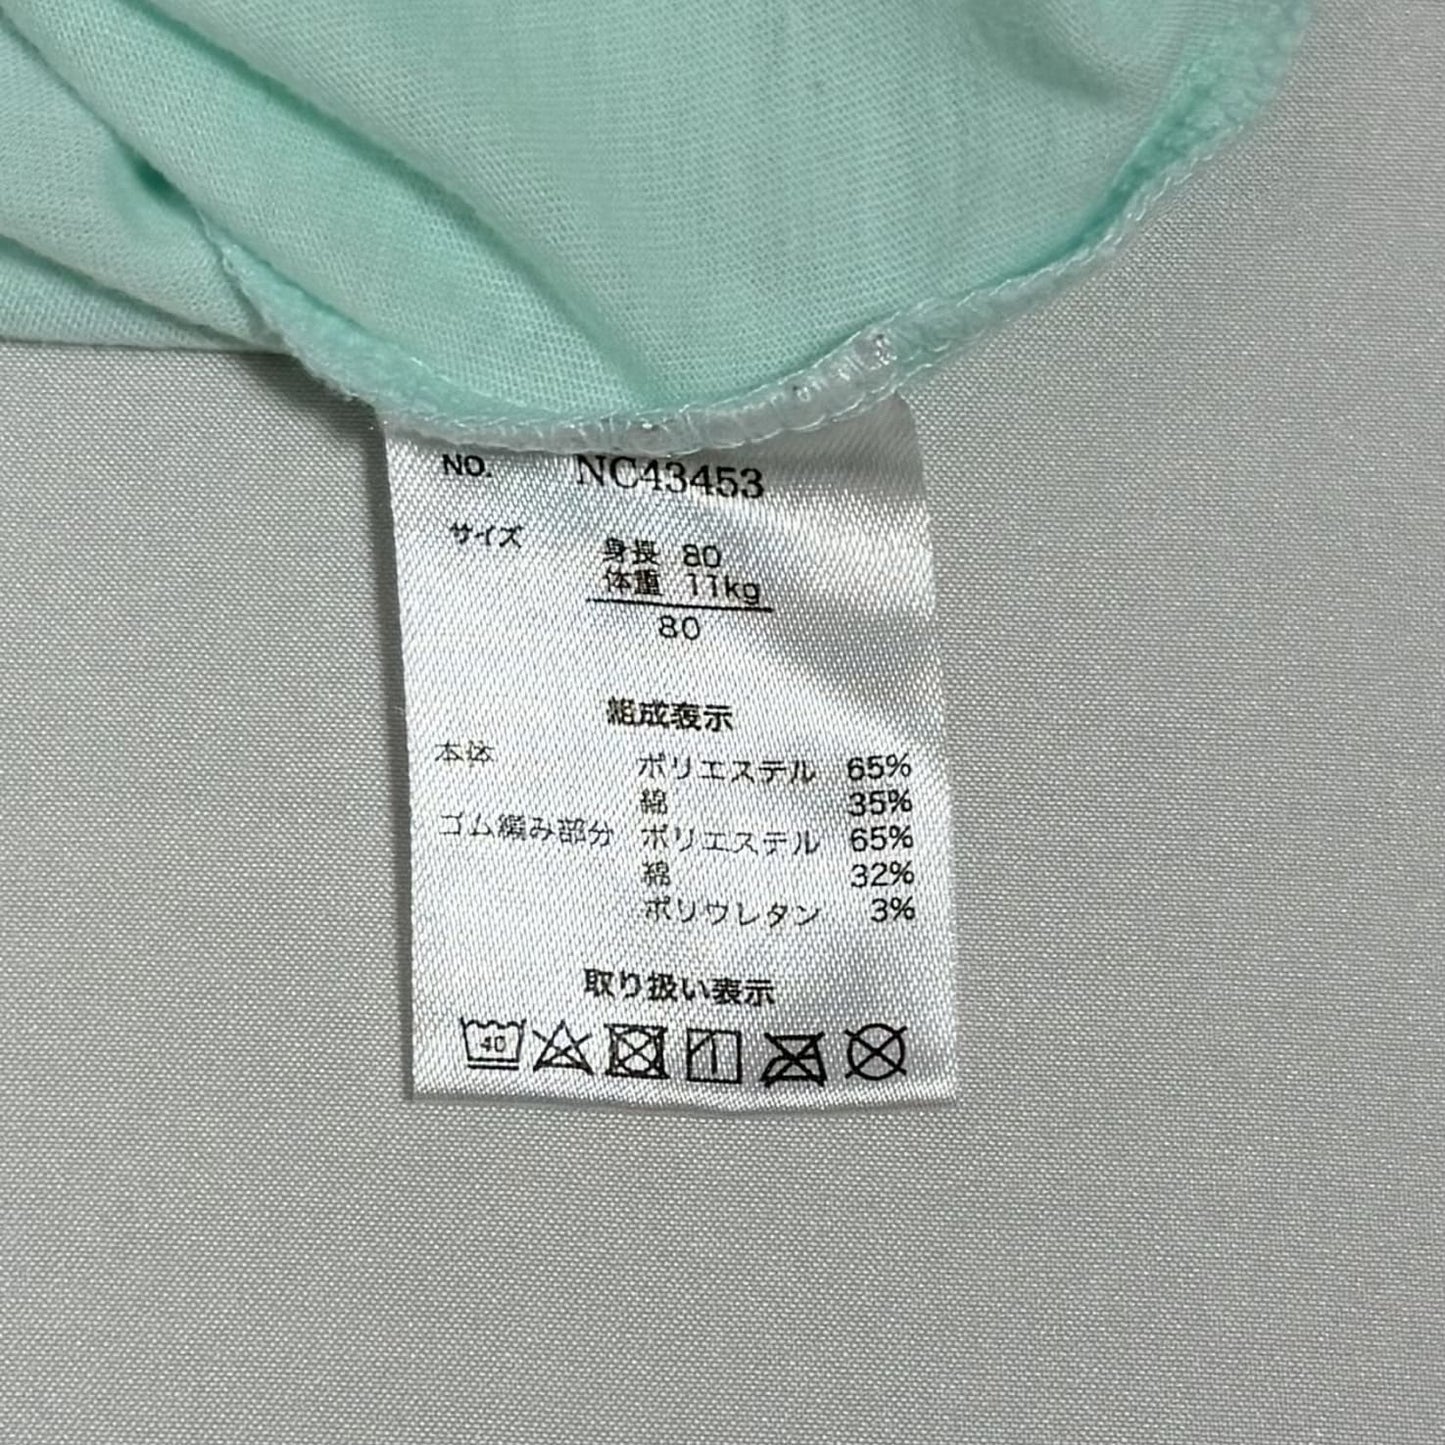 NO. NC43453
サイズ 身長 80
体重 11kg
80
組成表示
本体 ポリエステル 65%
綿 35%
ゴム編み部分 ポリエステル 65%
綿 32%
ポリウレタン 3%
取り扱い表示
40